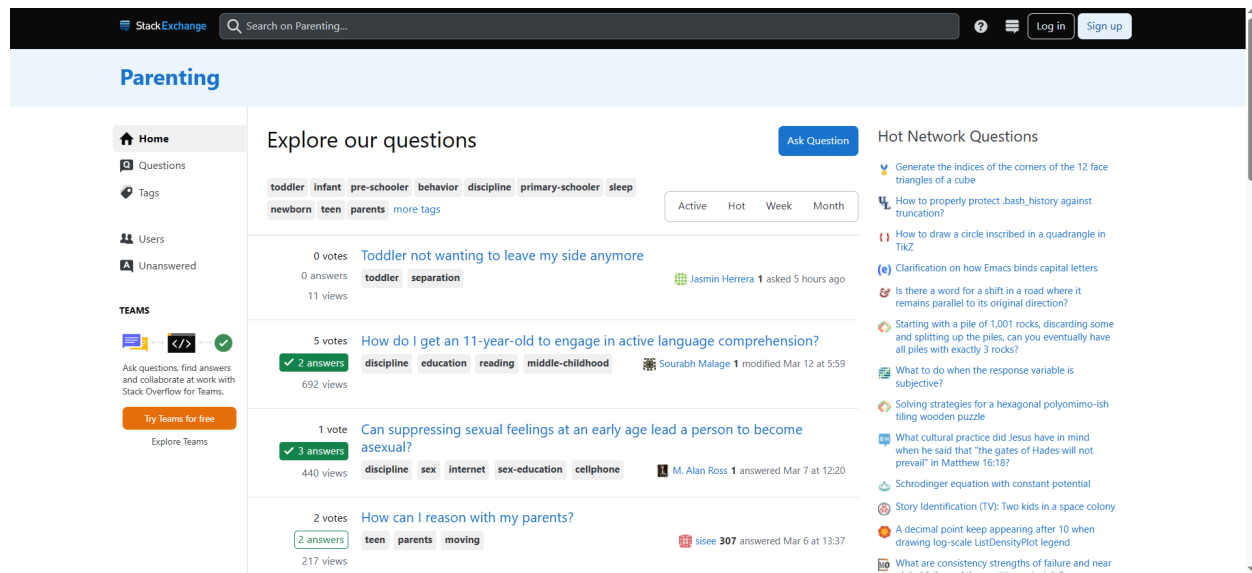 StackExchange
Search on Parenting...
Log in
Sign up
Parenting
Home
Questions
Tags
Users
Unanswered
TEAMS
Ask questions, find answers
and collaborate at work with
Stack Overflow for Teams.
Try Teams for free
Explore Teams
Explore our questions
Ask Question
toddler infant pre-schooler behavior discipline primary-schooler sleep
newborn teen parents more tags
Active Hot Week Month
0 votes
0 answers
11 views
Toddler not wanting to leave my side anymore
toddler separation
Jasmin Herrera 1 asked 5 hours ago
5 votes
2 answers
692 views
How do I get an 11-year-old to engage in active language comprehension?
discipline education reading middle-childhood
Sourabh Malage 1 modified Mar 12 at 5:59
1 vote
3 answers
440 views
Can suppressing sexual feelings at an early age lead a person to become
asexual?
discipline sex internet sex-education cellphone
M. Alan Ross 1 answered Mar 7 at 12:20
2 votes
2 answers
217 views
How can I reason with my parents?
teen parents moving
sisee 307 answered Mar 6 at 13:37
Hot Network Questions
Generate the indices of the corners of the 12 face
triangles of a cube
How to properly protect .bash_history against
truncation?
How to draw a circle inscribed in a quadrangle in
TikZ
Clarification on how Emacs binds capital letters
Is there a word for a shift in a road where it
remains parallel to its original direction?
Starting with a pile of 1,001 rocks, discarding some
and splitting up the piles, can you eventually have
all piles with exactly 3 rocks?
What to do when the response variable is
subjective?
Solving strategies for a hexagonal polyomimo-ish
tiling wooden puzzle
What cultural practice did Jesus have in mind
when he said that "the gates of Hades will not
prevail" in Matthew 16:18?
Schrodinger equation with constant potential
Story Identification (TV): Two kids in a space colony
A decimal point keep appearing after 10 when
drawing log-scale ListDensityPlot legend
What are consistency strengths of failure and near